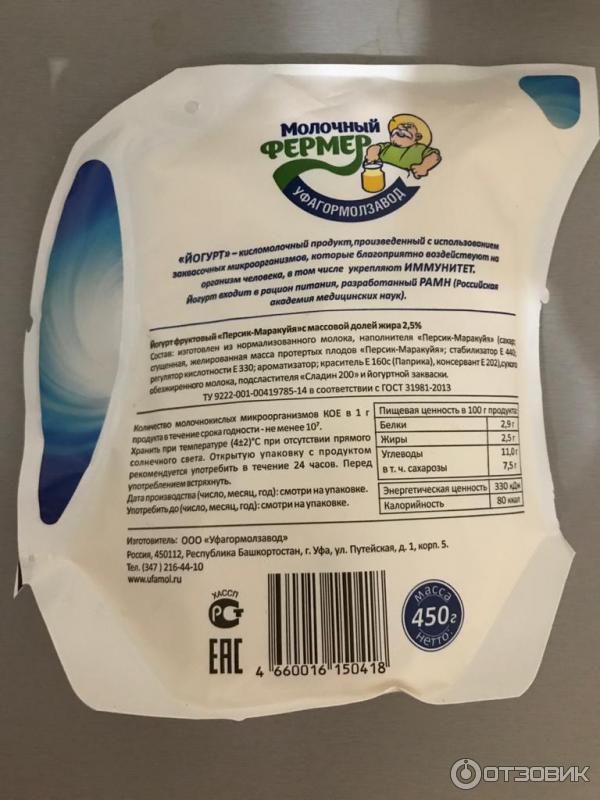 МОЛОЧНЫЙ
ФЕРМЕР
УФАГОРМОЛЗАВОД
«ЙОГУРТ» – кисломолочный продукт,произведенный с использованием
заквасочных микроорганизмов, которые благоприятно воздействуют на
организм человека, в том числе укрепляют ИММУНИТЕТ.
Йогурт входит в рацион питания, разработанный РАМН (Российская
академия медицинских наук).
Йогурт фруктовый «Персик-Маракуйя»с массовой долей жира 2,5%
Состав: изготовлен из нормализованного молока, наполнителя «Персик-Маракуйя» (сахар;
сгущенная, желированная масса протертых плодов «Персик-Маракуйя»; стабилизатор Е 440;
регулятор кислотности Е 330; ароматизатор; краситель Е 160с (Паприка), консервант Е 202),сухого
обезжиренного молока, подсластителя «Сладин 200» и йогуртной закваски.
ТУ 9222-001-00419785-14 в соответствии с ГОСТ 31981-2013
Количество молочнокислых микроорганизмов КОЕ в 1 г
продукта в течение срока годности - не менее 10⁷.
Хранить при температуре (4±2)°С при отсутствии прямого
солнечного света. Открытую упаковку с продуктом
рекомендуется употребить в течение 24 часов. Перед
употреблением встряхнуть.
Дата производства (число, месяц, год): смотри на упаковке.
Употребить до (число, месяц, год): смотри на упаковке.
Пищевая ценность в 100 г продукта:
Белки 2,9 г
Жиры 2,5 г
Углеводы 11,0 г
в т. ч. сахарозы 7,5 г
Энергетическая ценность 330 кДж
Калорийность 80 ккал
Изготовитель: ООО «Уфагормолзавод»
Россия, 450112, Республика Башкортостан, г. Уфа, ул. Путейская, д. 1, корп. 5.
Тел. (347) 216-44-10
www.ufamol.ru
ХАССП
РСТ
ЕАС
4 660016 150418
масса
450г
нетто:
ОТЗОВИК